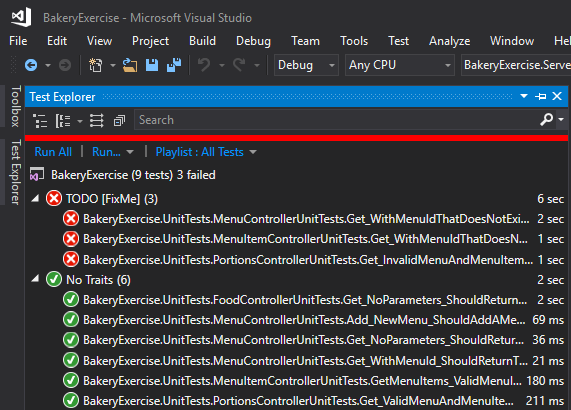 BakeryExercise - Microsoft Visual Studio
File Edit View Project Build Debug Team Tools Test Analyze Window He
Debug Any CPU BakeryExercise.Serve
Toolbox
Test Explorer
Test Explorer
Search
Run All Run... Playlist : All Tests
BakeryExercise (9 tests) 3 failed
TODO [FixMe] (3) 6 sec
BakeryExercise.UnitTests.MenuControllerUnitTests.Get_WithMenuIdThatDoesNotExi... 2 sec
BakeryExercise.UnitTests.MenuItemControllerUnitTests.Get_WithMenuIdThatDoesN... 1 sec
BakeryExercise.UnitTests.PortionsControllerUnitTests.Get_InvalidMenuAndMenuItem... 1 sec
No Traits (6) 2 sec
BakeryExercise.UnitTests.FoodControllerUnitTests.Get_NoParameters_ShouldReturn... 2 sec
BakeryExercise.UnitTests.MenuControllerUnitTests.Add_NewMenu_ShouldAddAMe... 69 ms
BakeryExercise.UnitTests.MenuControllerUnitTests.Get_NoParameters_ShouldRetur... 36 ms
BakeryExercise.UnitTests.MenuControllerUnitTests.Get_WithMenuId_ShouldReturnT... 21 ms
BakeryExercise.UnitTests.MenuItemControllerUnitTests.GetMenuItems_ValidMenuI... 180 ms
BakeryExercise.UnitTests.PortionsControllerUnitTests.Get_ValidMenuAndMenuIte... 211 ms